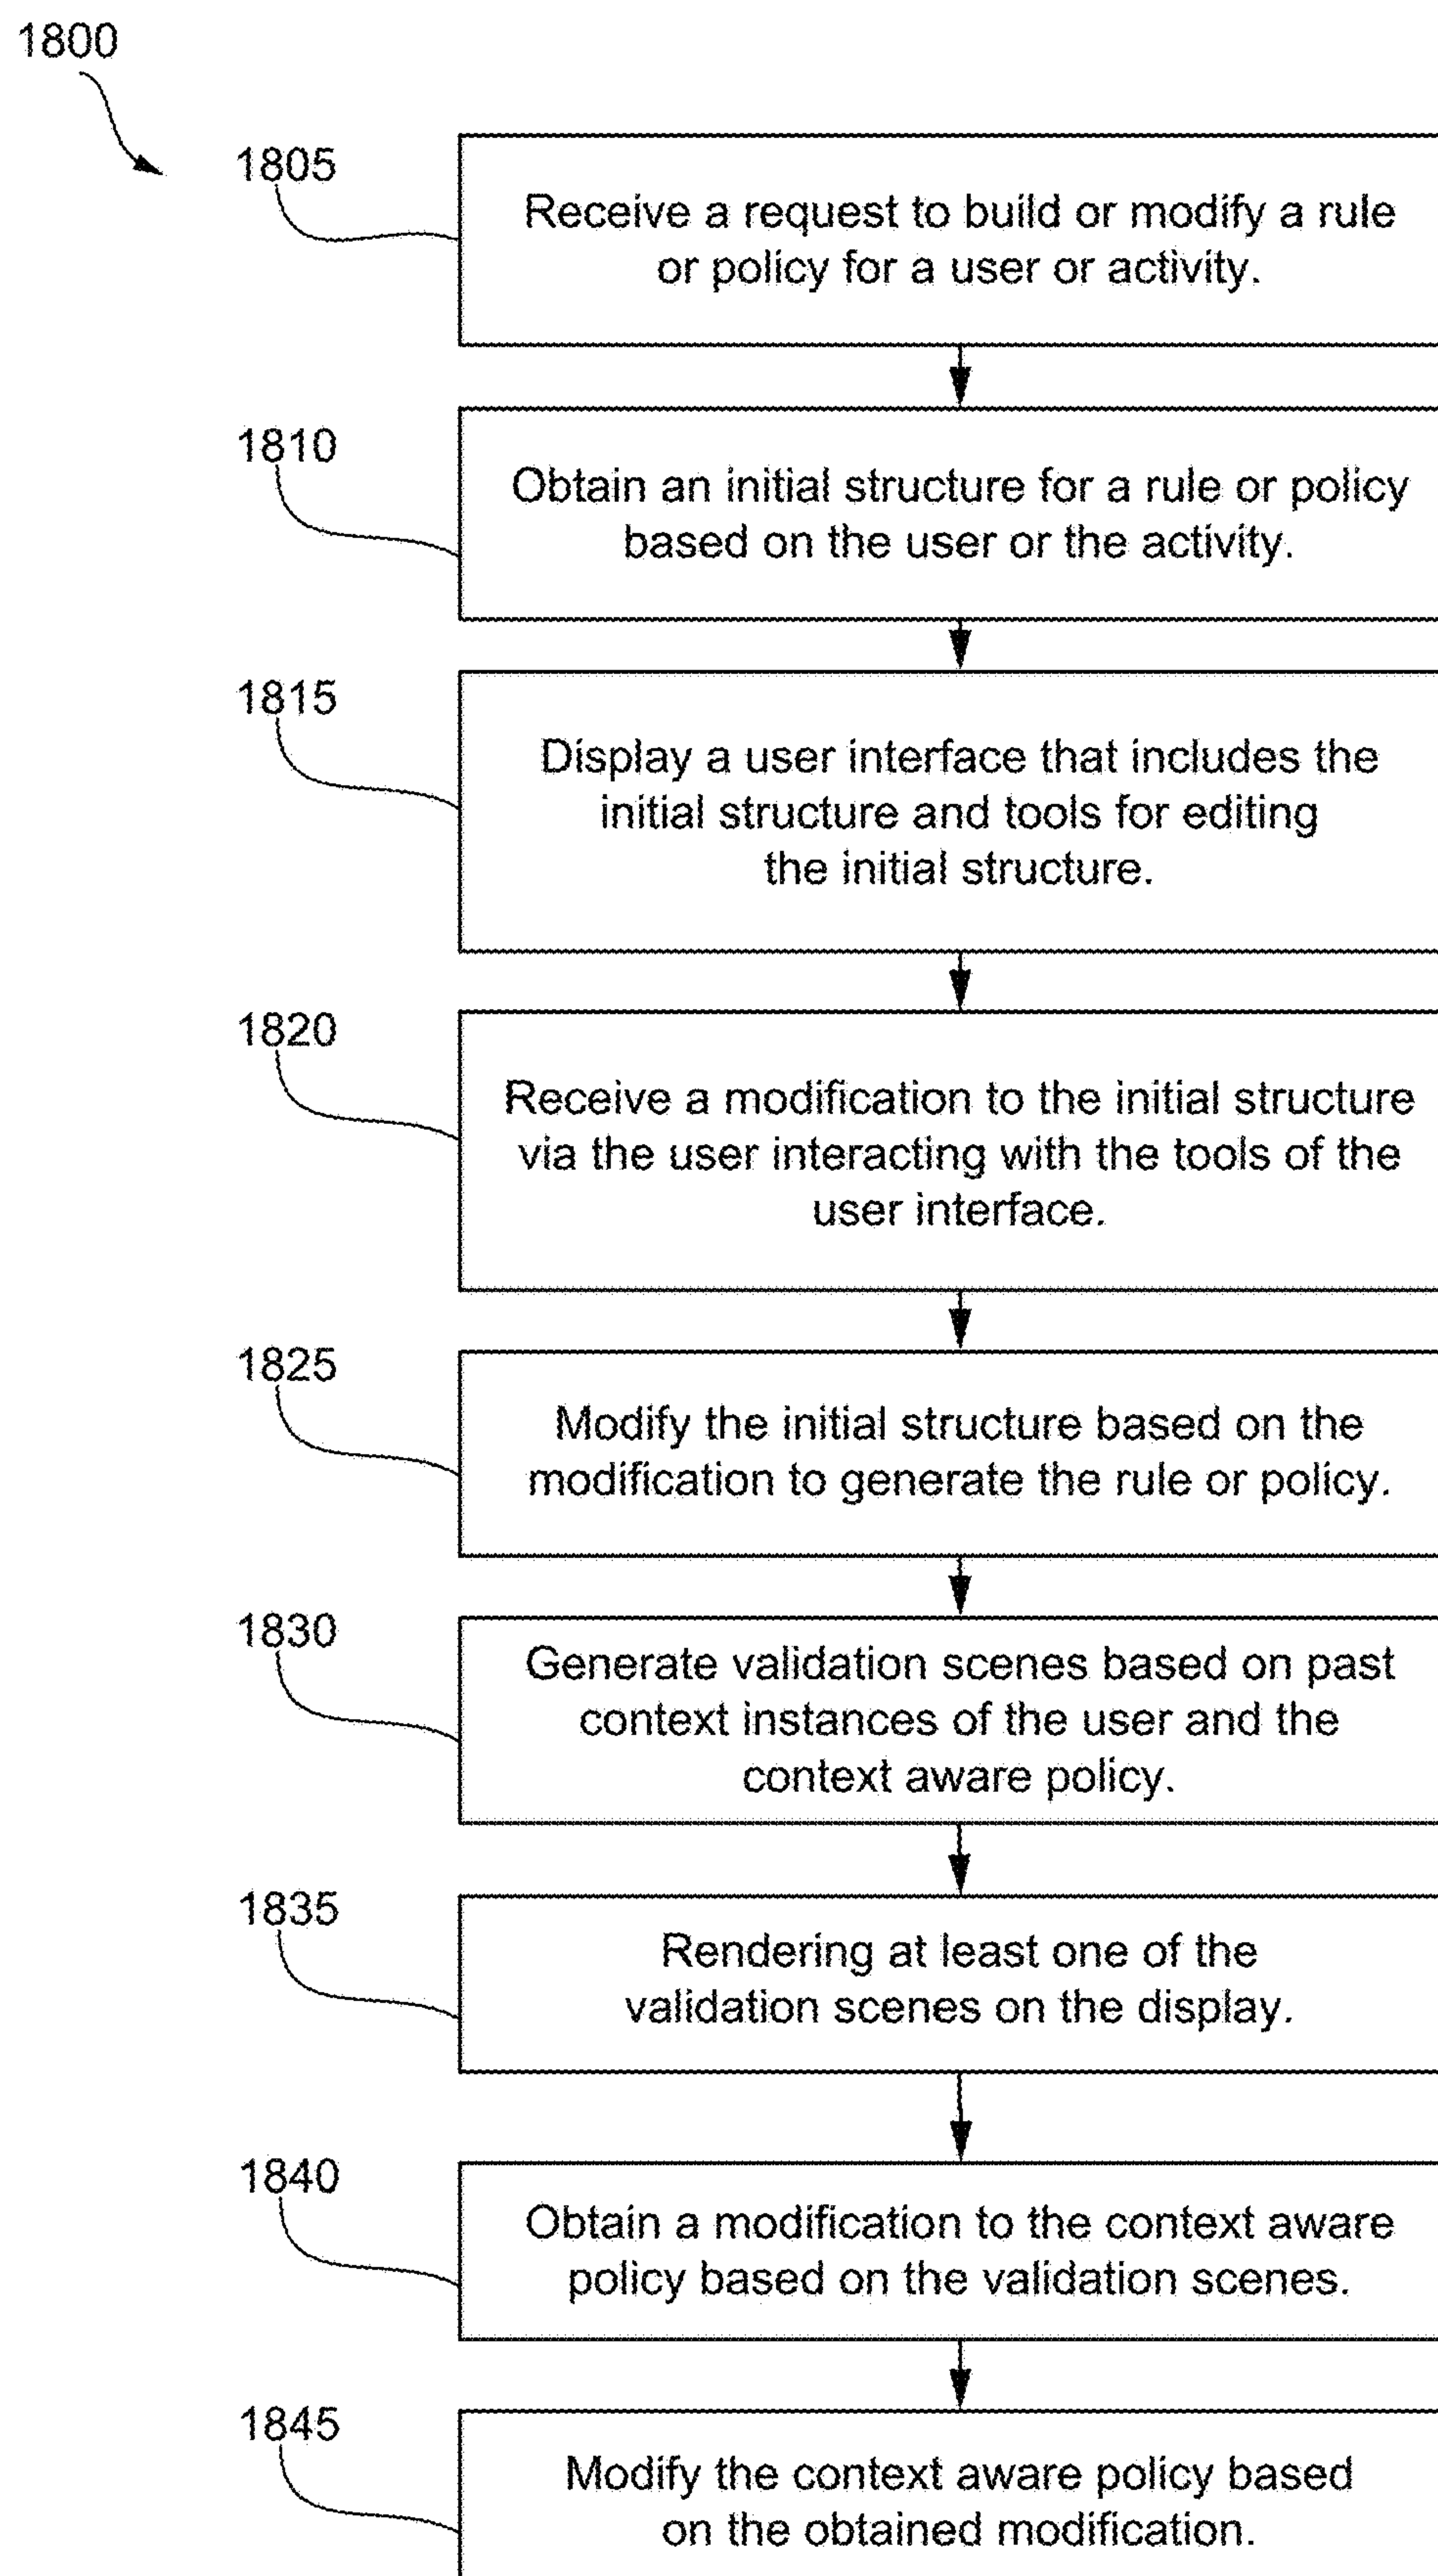 1800
1805
Receive a request to build or modify a rule
or policy for a user or activity.
1810
Obtain an initial structure for a rule or policy
based on the user or the activity.
1815
Display a user interface that includes the
initial structure and tools for editing
the initial structure.
1820
Receive a modification to the initial structure
via the user interacting with the tools of the
user interface.
1825
Modify the initial structure based on the
modification to generate the rule or policy.
1830
Generate validation scenes based on past
context instances of the user and the
context aware policy.
1835
Rendering at least one of the
validation scenes on the display.
1840
Obtain a modification to the context aware
policy based on the validation scenes.
1845
Modify the context aware policy based
on the obtained modification.